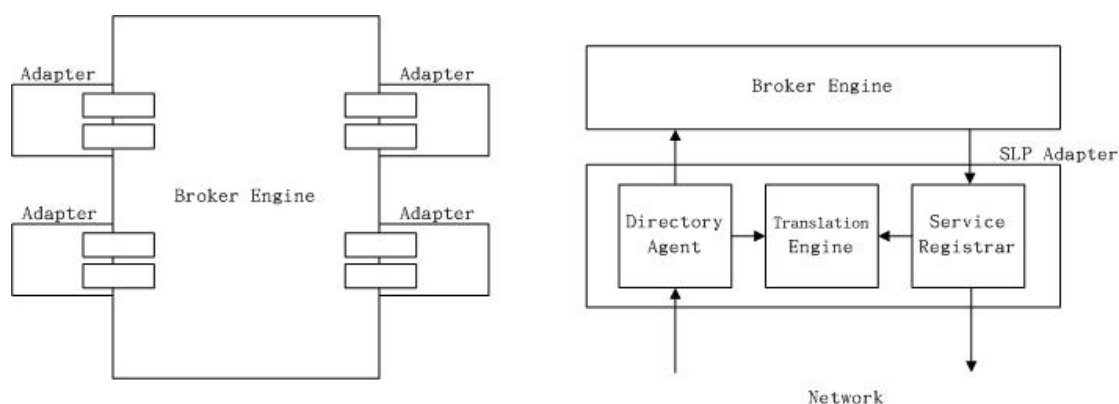 Adapter
Adapter
Broker Engine
Adapter
Adapter
Broker Engine
SLP Adapter
Directory
Agent
Translation
Engine
Service
Registrar
Network